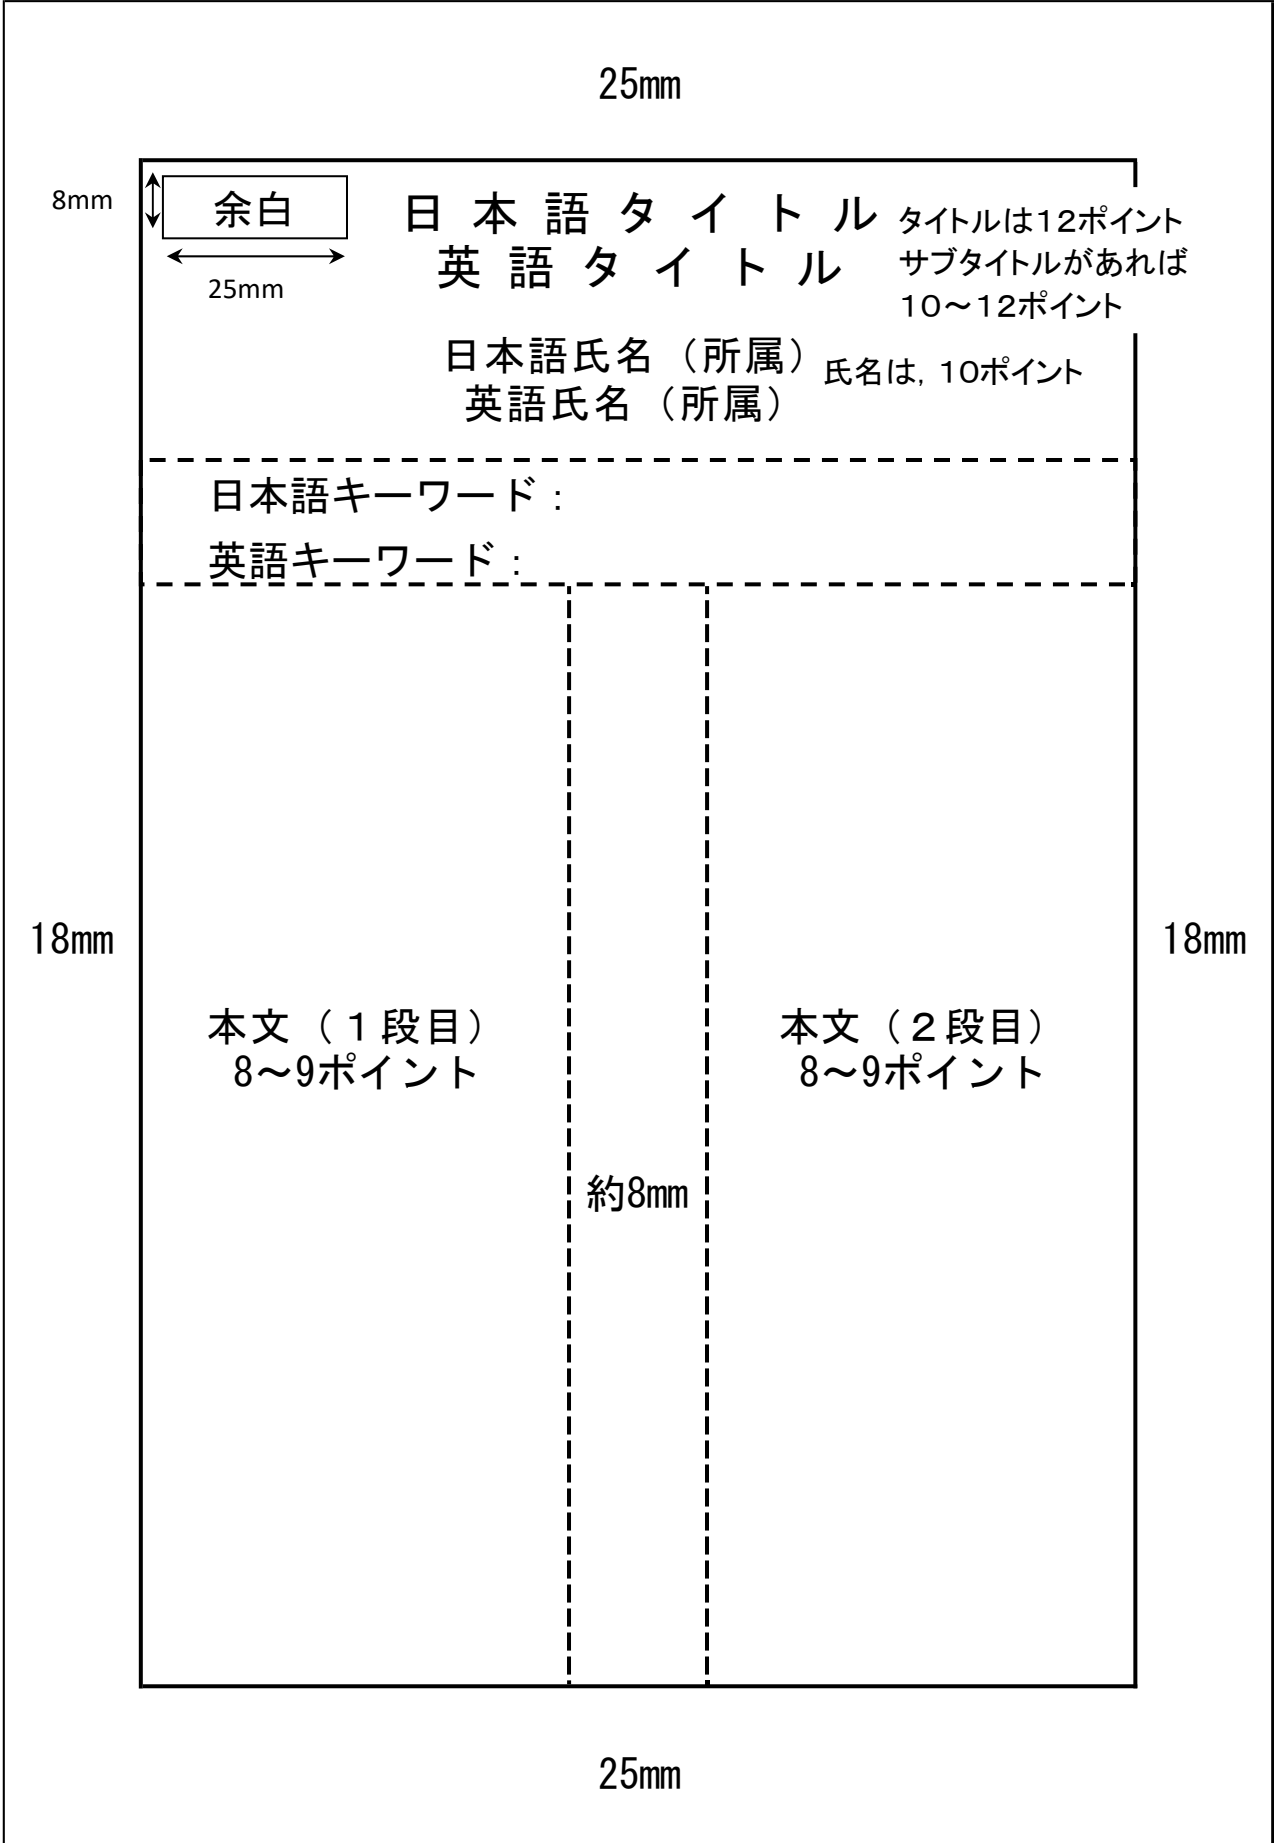 25mm
8mm
余白
25mm
日本語タイトル
英語タイトル
タイトルは12ポイント
サブタイトルがあれば
10～12ポイント
日本語氏名（所属）
英語氏名（所属）
氏名は，10ポイント
日本語キーワード：
英語キーワード：
18mm
18mm
本文（１段目）
8～9ポイント
本文（２段目）
8～9ポイント
約8mm
25mm